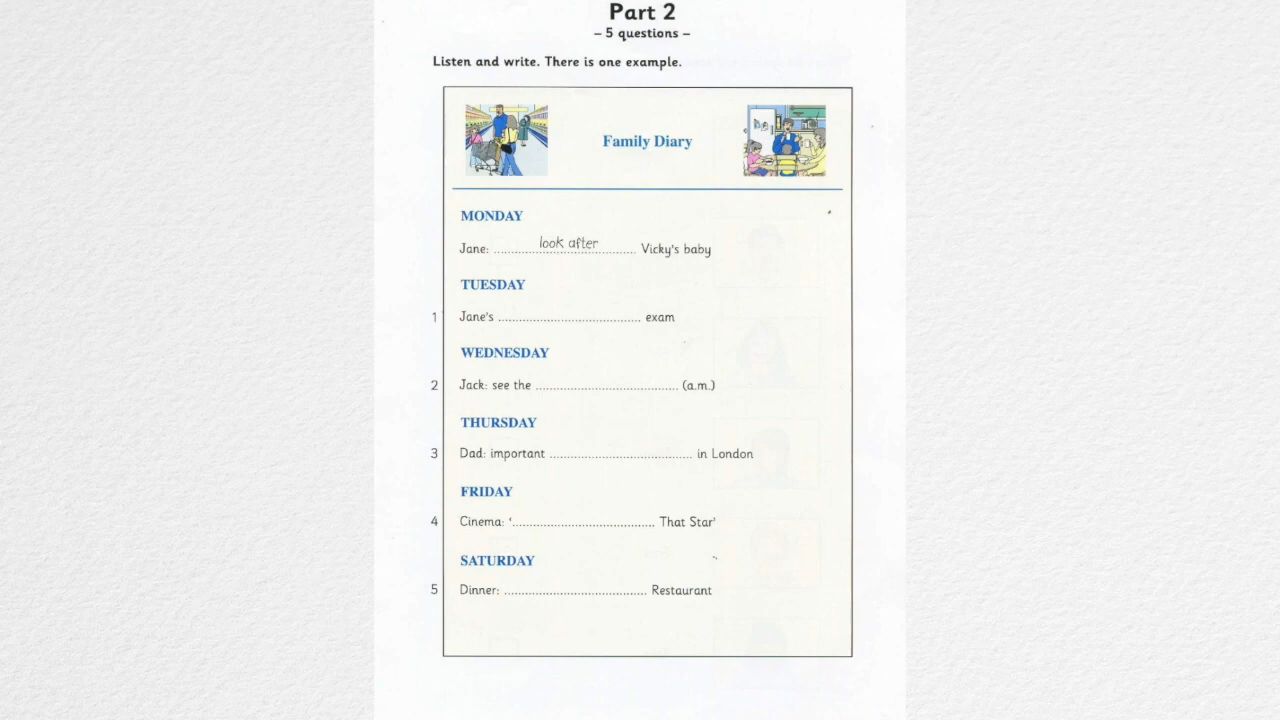 Part 2
– 5 questions –
Listen and write. There is one example.
Family Diary
MONDAY
Jane: ........ look after ........ Vicky's baby
TUESDAY
1 Jane's ........................................ exam
WEDNESDAY
2 Jack: see the ........................................ (a.m.)
THURSDAY
3 Dad: important ........................................ in London
FRIDAY
4 Cinema: '........................................ That Star'
SATURDAY
5 Dinner: ........................................ Restaurant